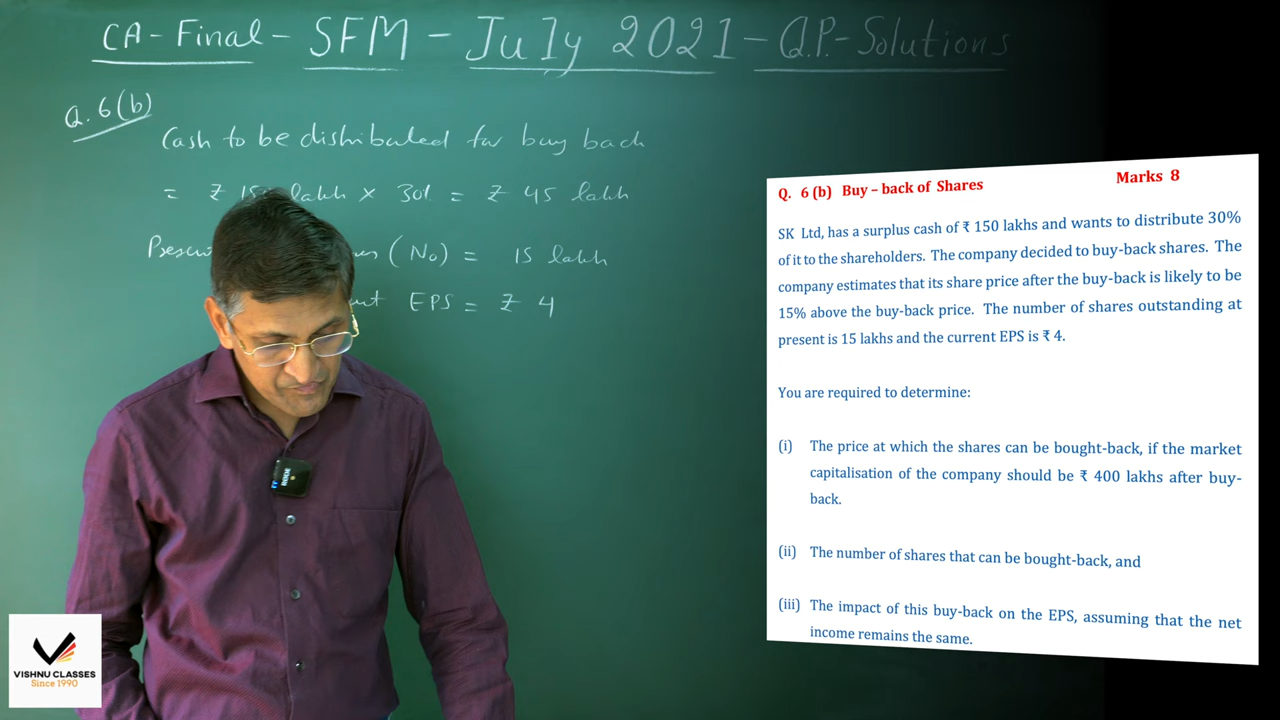 CA-Final - SFM - July 2021 - Q.P.- Solutions
Q. 6(b)
Cash to be distributed for buy back
= ₹ 150 lakh × 30% = ₹ 45 lakh
(N₀) = 15 lakh
EPS = ₹ 4
Q. 6 (b) Buy – back of Shares Marks 8
SK Ltd, has a surplus cash of ₹ 150 lakhs and wants to distribute 30%
of it to the shareholders. The company decided to buy-back shares. The
company estimates that its share price after the buy-back is likely to be
15% above the buy-back price. The number of shares outstanding at
present is 15 lakhs and the current EPS is ₹ 4.
You are required to determine:
(i) The price at which the shares can be bought-back, if the market
capitalisation of the company should be ₹ 400 lakhs after buy-
back.
(ii) The number of shares that can be bought-back, and
(iii) The impact of this buy-back on the EPS, assuming that the net
income remains the same.
VISHNU CLASSES
Since 1990